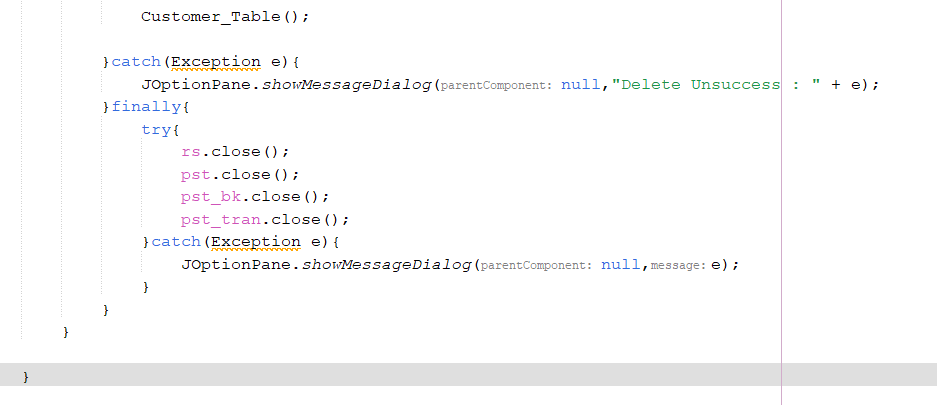 Customer_Table();
}catch(Exception e){
JOptionPane.showMessageDialog(parentComponent: null,"Delete Unsuccess : " + e);
}finally{
try{
rs.close();
pst.close();
pst_bk.close();
pst_tran.close();
}catch(Exception e){
JOptionPane.showMessageDialog(parentComponent: null,message: e);
}
}
}
}